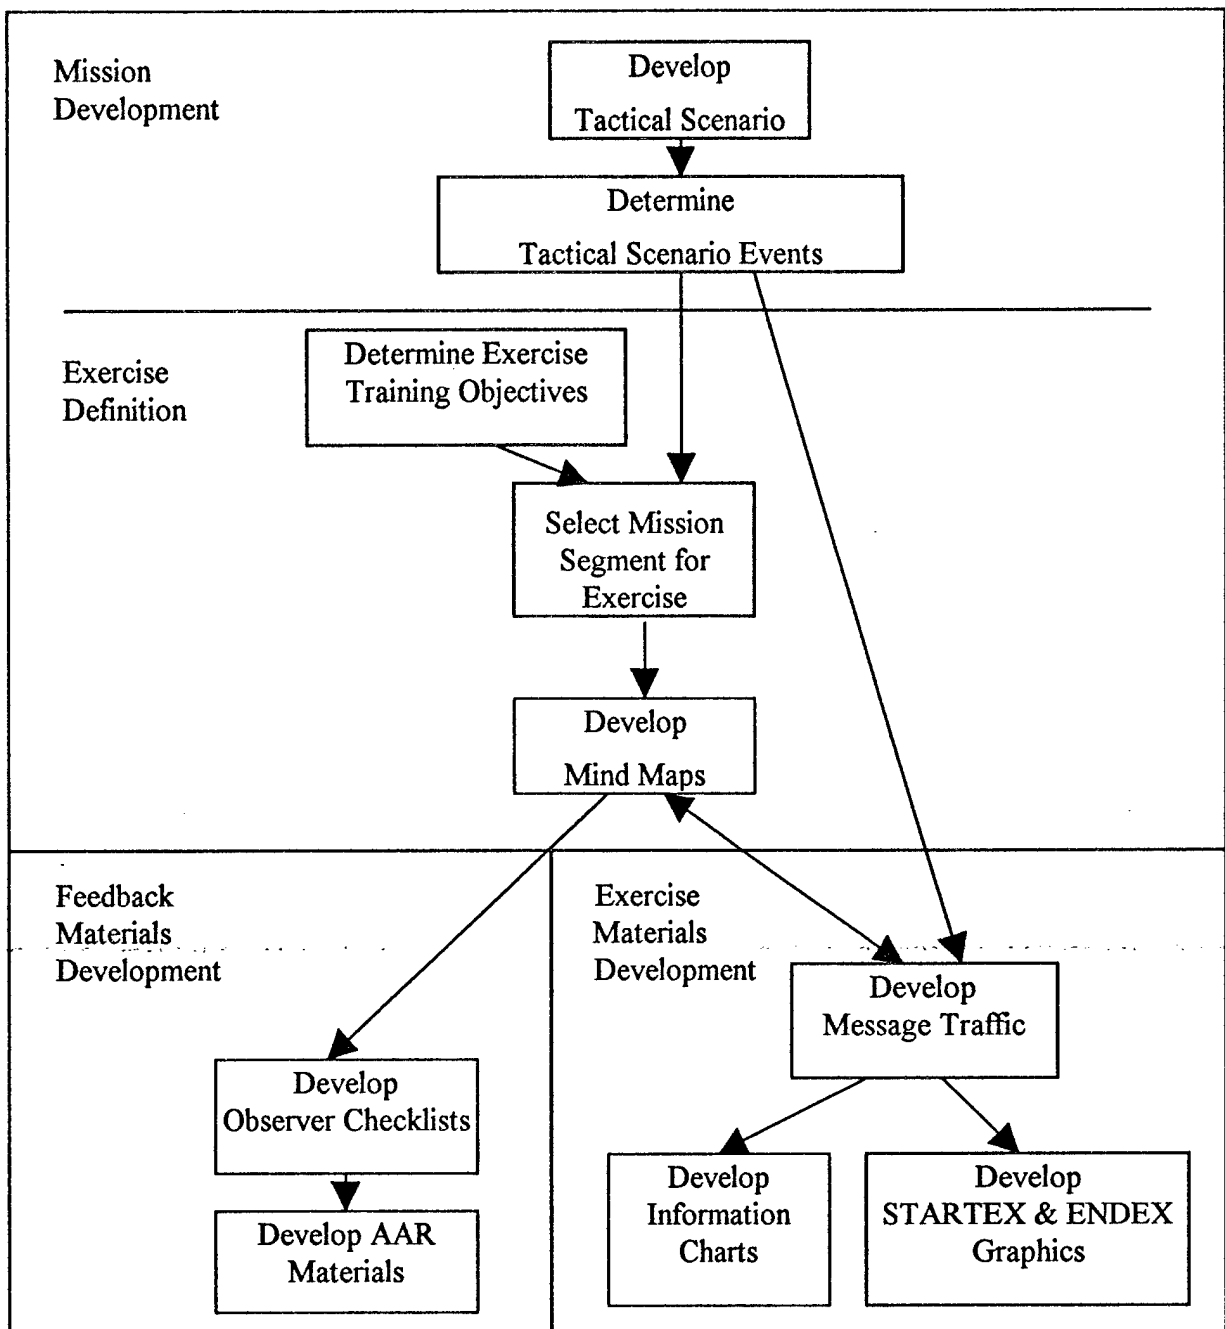 Mission
Development
Develop
Tactical Scenario
Determine
Tactical Scenario Events
Exercise
Definition
Determine Exercise
Training Objectives
Select Mission
Segment for
Exercise
Develop
Mind Maps
Feedback
Materials
Development
Develop
Observer Checklists
Develop AAR
Materials
Exercise
Materials
Development
Develop
Message Traffic
Develop
Information
Charts
Develop
STARTEX & ENDEX
Graphics